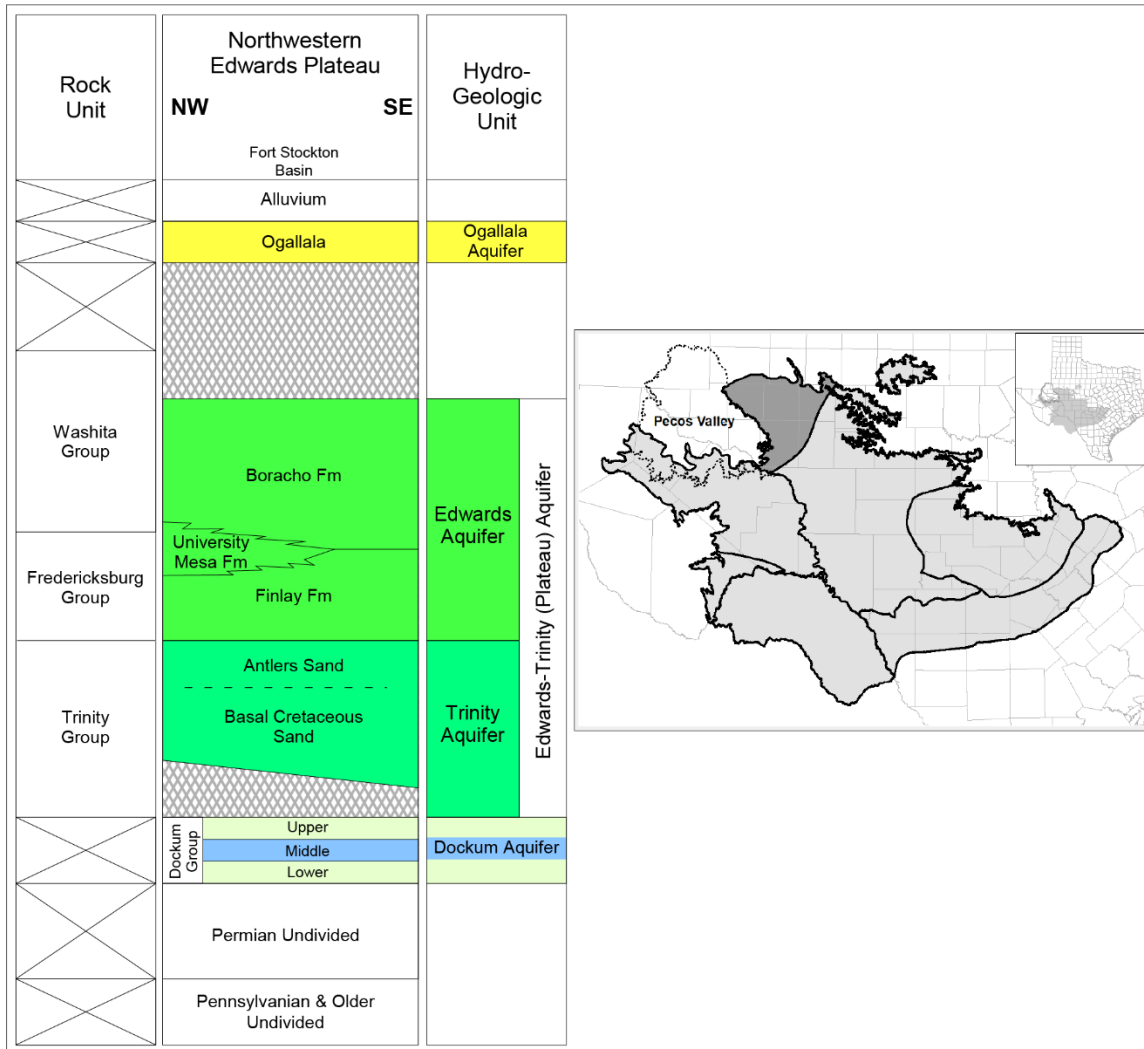 Rock
Unit
Northwestern
Edwards Plateau
NW
SE
Fort Stockton
Basin
Hydro-
Geologic
Unit
Alluvium
Ogallala
Ogallala
Aquifer
Washita
Group
Boracho Fm
University
Mesa Fm
Fredericksburg
Group
Finlay Fm
Edwards
Aquifer
Edwards-Trinity (Plateau) Aquifer
Trinity
Group
Antlers Sand
Basal Cretaceous
Sand
Trinity
Aquifer
Dockum
Group
Upper
Middle
Lower
Dockum Aquifer
Permian Undivided
Pennsylvanian & Older
Undivided
Pecos Valley